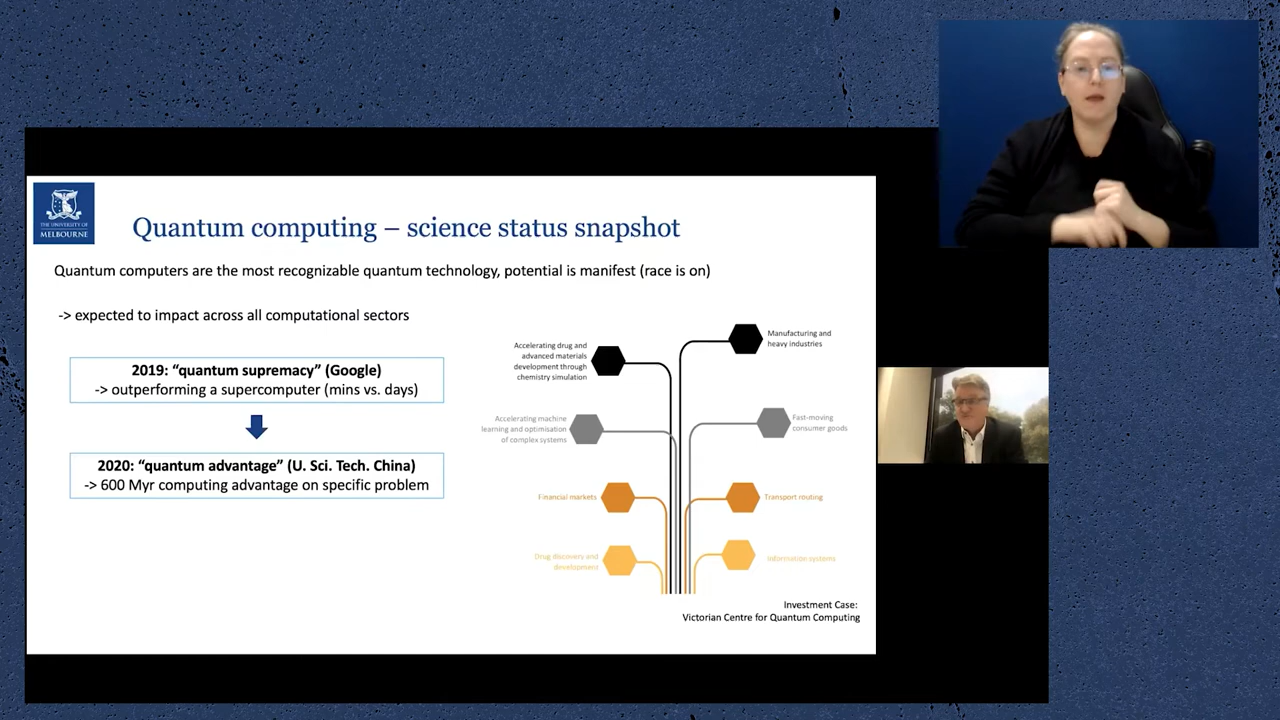 THE UNIVERSITY OF
MELBOURNE
Quantum computing – science status snapshot
Quantum computers are the most recognizable quantum technology, potential is manifest (race is on)
-> expected to impact across all computational sectors
2019: “quantum supremacy” (Google)
-> outperforming a supercomputer (mins vs. days)
2020: “quantum advantage” (U. Sci. Tech. China)
-> 600 Myr computing advantage on specific problem
Accelerating drug and
advanced materials
development through
chemistry simulation
Manufacturing and
heavy industries
Accelerating machine
learning and optimisation
of complex systems
Fast-moving
consumer goods
Financial markets
Transport routing
Drug discovery and
development
Information systems
Investment Case:
Victorian Centre for Quantum Computing